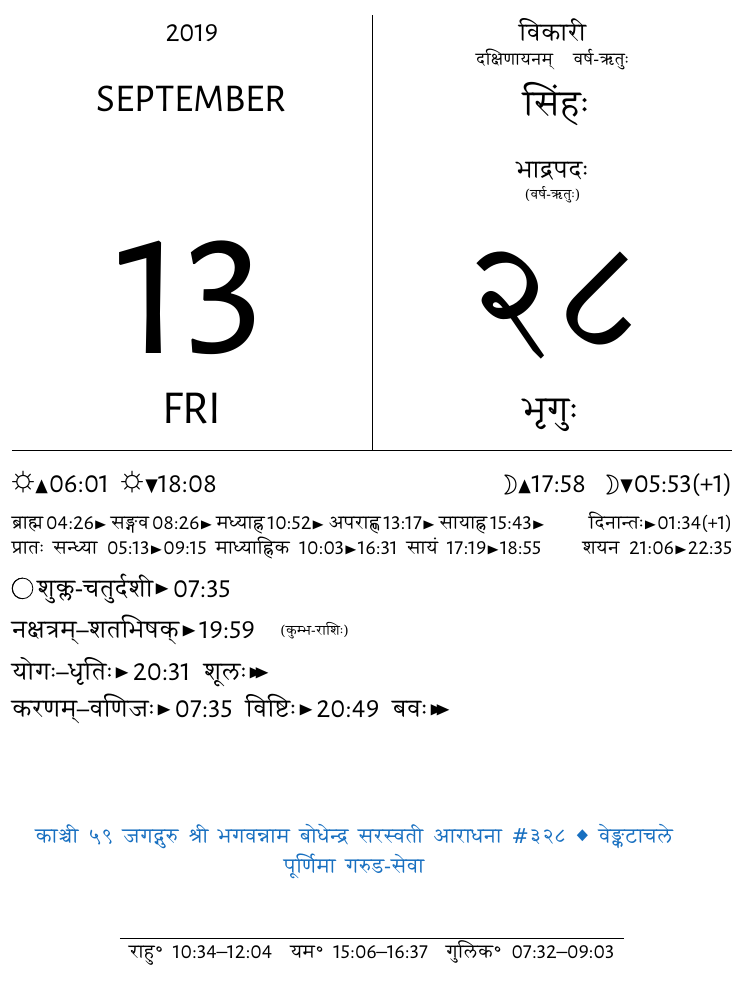 2019
SEPTEMBER
13
FRI
विकारी
दक्षिणायनम् वर्ष-ऋतुः
सिंहः
भाद्रपदः
(वर्ष-ऋतुः)
२८
भृगुः
☼▲06:01 ☼▼18:08 ☽▲17:58 ☽▼05:53(+1)
ब्राह्म 04:26► सङ्गव 08:26► मध्याह्न 10:52► अपराह्ण 13:17► सायाह्न 15:43► दिनान्तः►01:34(+1)
प्रातः सन्ध्या 05:13►09:15 माध्याह्निक 10:03►16:31 सायं 17:19►18:55 शयन 21:06►22:35
◯ शुक्ल-चतुर्दशी► 07:35
नक्षत्रम्–शतभिषक्►19:59 (कुम्भ-राशिः)
योगः–धृतिः► 20:31 शूलः►►
करणम्–वणिजः► 07:35 विष्टिः►20:49 बवः►►
काञ्ची ५९ जगद्गुरु श्री भगवन्नाम बोधेन्द्र सरस्वती आराधना #३२८ ◆ वेङ्कटाचले
पूर्णिमा गरुड-सेवा
राहु° 10:34–12:04 यम° 15:06–16:37 गुलिक° 07:32–09:03